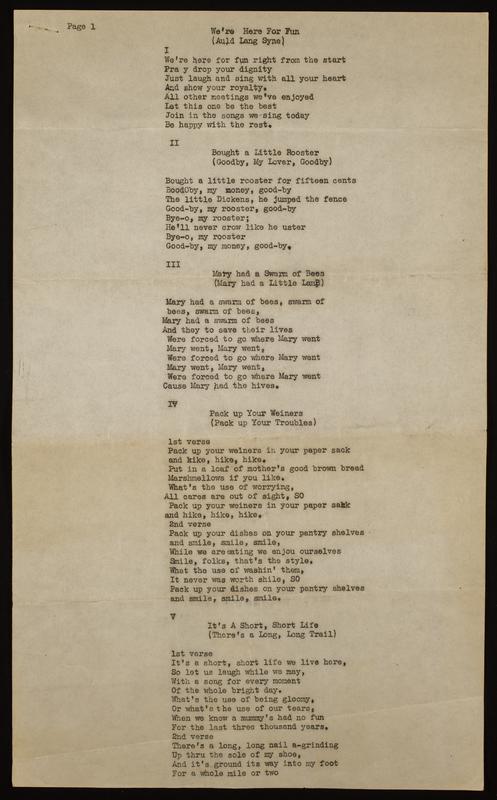 Page 1
We're Here For Fun
(Auld Lang Syne)
I
We're here for fun right from the start
Pra y drop your dignity
Just laugh and sing with all your heart
And show your royalty.
All other meetings we've enjoyed
Let this one be the best
Join in the songs we sing today
Be happy with the rest.
II
Bought a Little Rooster
(Goodby, My Lover, Goodby)
Bought a little rooster for fifteen cents
GoodOby, my money, good-by
The little Dickens, he jumped the fence
Good-by, my rooster, good-by
Bye-o, my rooster;
He'll never crow like he uster
Bye-o, my rooster
Good-by, my money, good-by.
III
Mary had a Swarm of Bees
(Mary had a Little Lamb)
Mary had a swarm of bees, swarm of
bees, swarm of bees,
Mary had a swarm of bees
And they to save their lives
Were forced to go where Mary went
Mary went, Mary went,
Were forced to go where Mary went
Mary went, Mary went,
Were forced to go where Mary went
Cause Mary had the hives.
IV
Pack up Your Weiners
(Pack up Your Troubles)
1st verse
Pack up your weiners in your paper sack
and hike, hike, hike.
Put in a loaf of mother's good brown bread
Marshmellows if you like.
What's the use of worrying,
All cares are out of sight, SO
Pack up your weiners in your paper sack
and hike, hike, hike.
2nd verse
Pack up your dishes on your pantry shelves
and smile, smile, smile,
While we are eating we enjou ourselves
Smile, folks, that's the style.
What the use of washin' them,
It never was worth shile, SO
Pack up your dishes on your pantry shelves
and smile, smile, smile.
V
It's A Short, Short Life
(There's a Long, Long Trail)
1st verse
It's a short, short life we live here,
So let us laugh while we may,
With a song for every moment
Of the whole bright day.
What's the use of being gloomy,
Or what's the use of our tears,
When we know a mummy's had no fun
For the last three thousand years.
2nd verse
There's a long, long nail a-grinding
Up thru the sole of my shoe,
And it's ground its way into my foot
For a whole mile or two